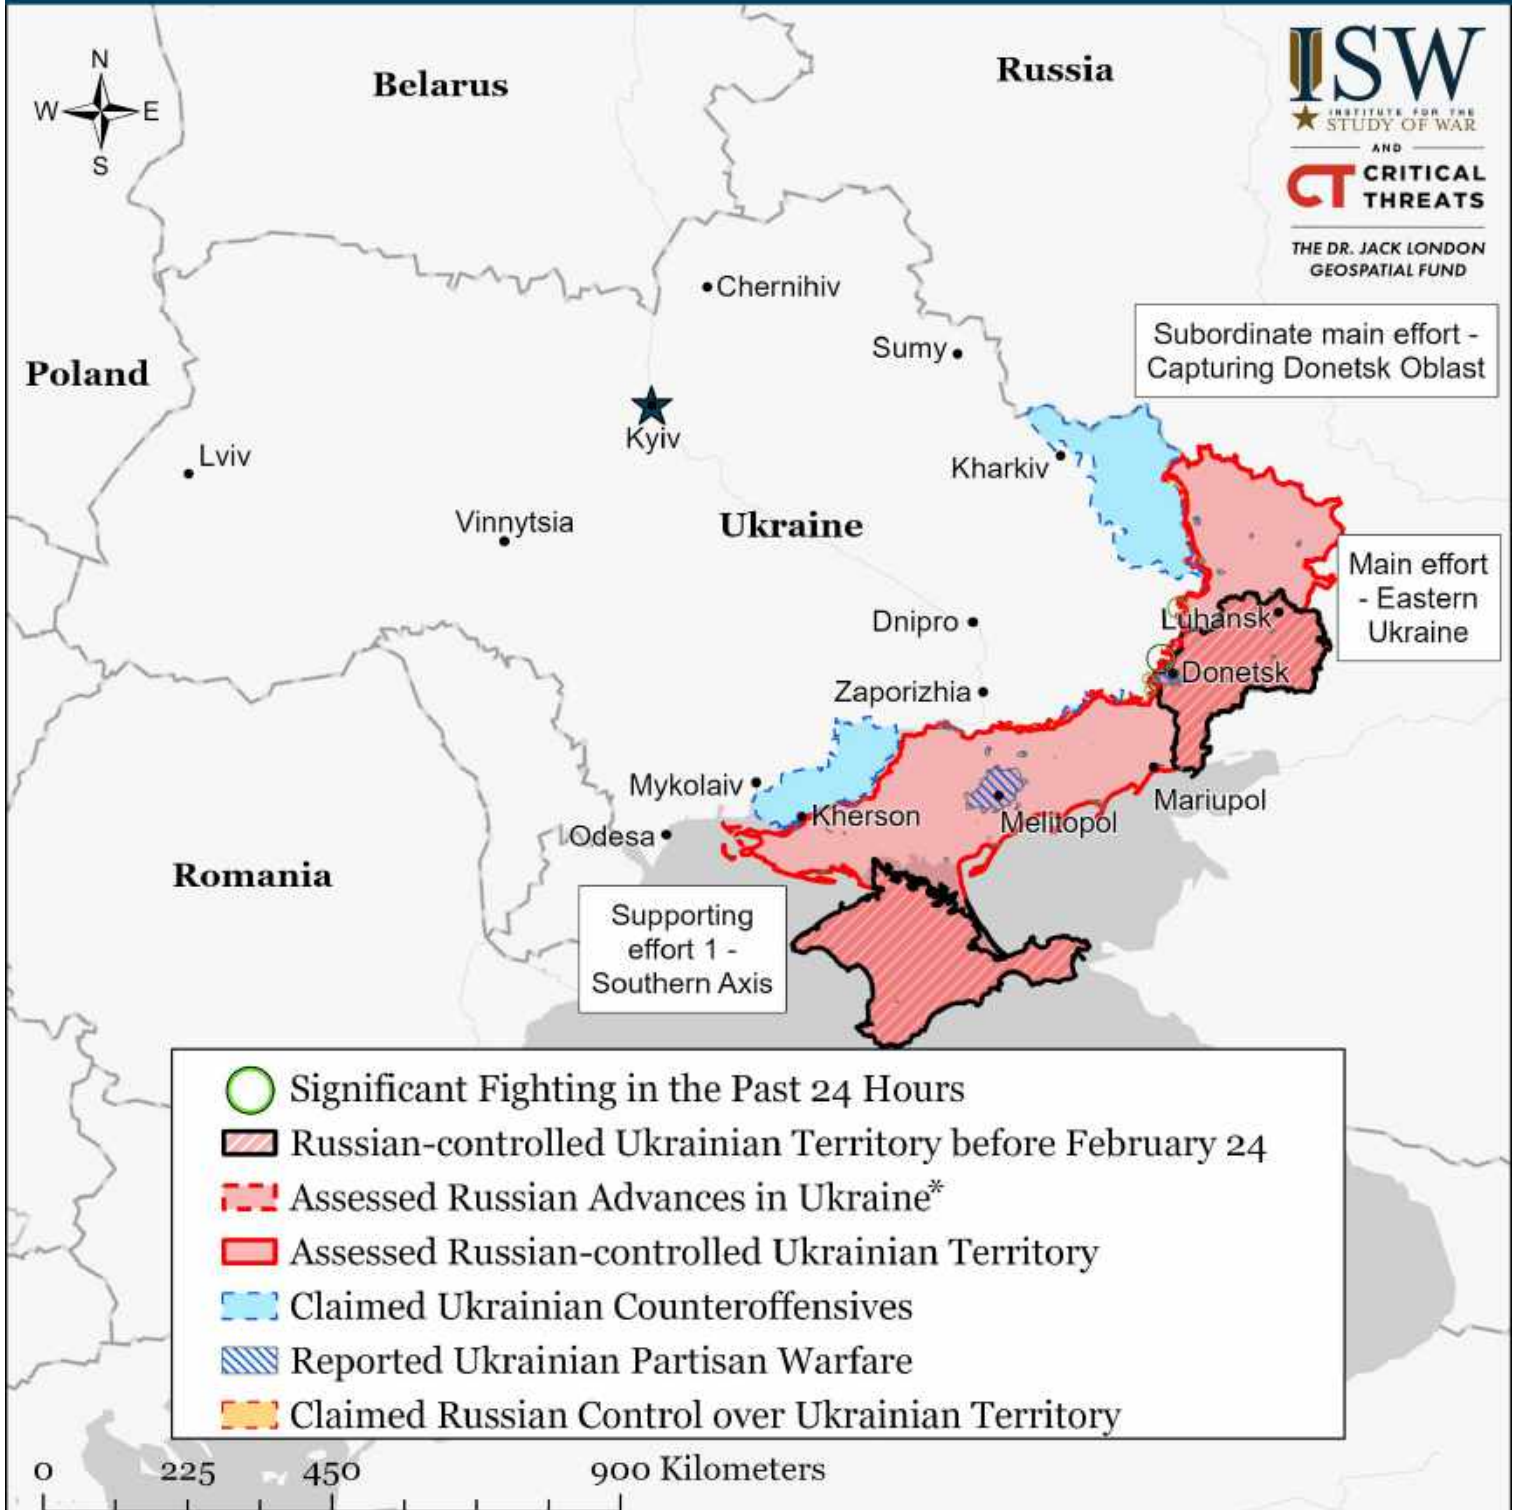 N
W E
S
Belarus
Russia
ISW
INSTITUTE FOR THE
STUDY OF WAR
AND
CT CRITICAL
THREATS
THE DR. JACK LONDON
GEOSPATIAL FUND
Chernihiv
Sumy
Subordinate main effort -
Capturing Donetsk Oblast
Poland
Kyiv
Lviv
Kharkiv
Vinnytsia
Ukraine
Main effort
- Eastern
Ukraine
Dnipro
Luhansk
Donetsk
Zaporizhia
Mykolaiv
Mariupol
Kherson
Melitopol
Odesa
Romania
Supporting
effort 1 -
Southern Axis
Significant Fighting in the Past 24 Hours
Russian-controlled Ukrainian Territory before February 24
Assessed Russian Advances in Ukraine*
Assessed Russian-controlled Ukrainian Territory
Claimed Ukrainian Counteroffensives
Reported Ukrainian Partisan Warfare
Claimed Russian Control over Ukrainian Territory
0 225 450 900 Kilometers